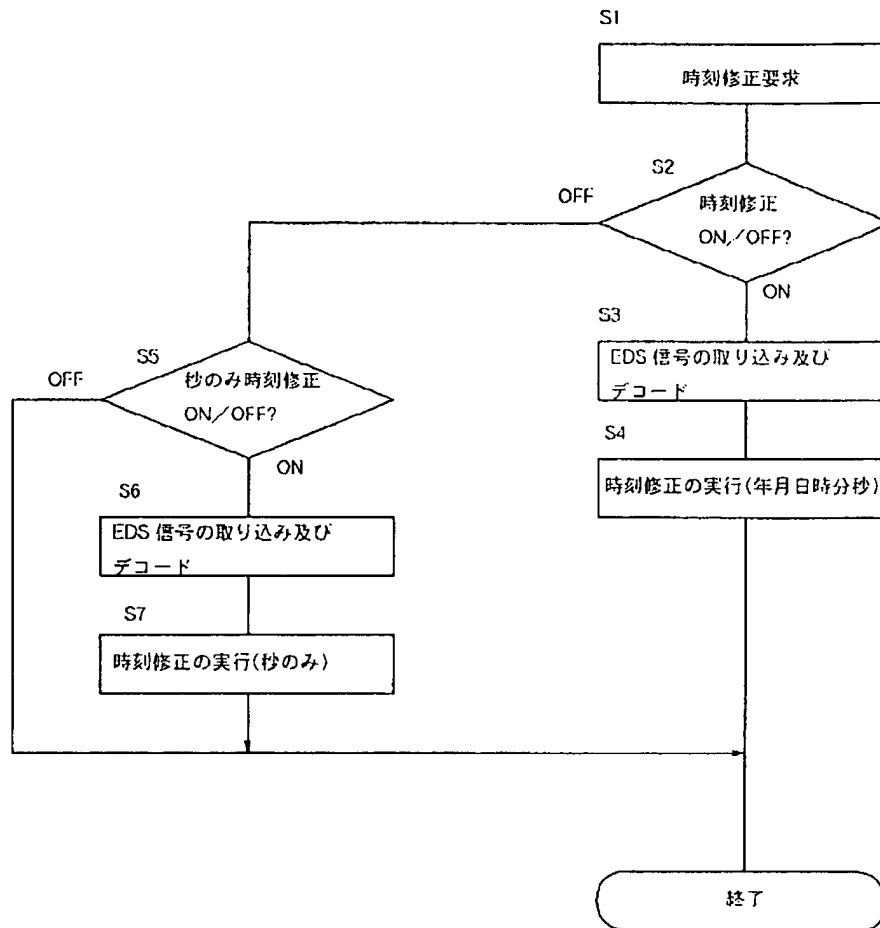 S1
時刻修正要求
S2
時刻修正
ON／OFF?
OFF
ON
S3
EDS 信号の取り込み及び
デコード
S4
時刻修正の実行(年月日時分秒)
S5
秒のみ時刻修正
ON／OFF?
OFF
ON
S6
EDS 信号の取り込み及び
デコード
S7
時刻修正の実行(秒のみ)
終了